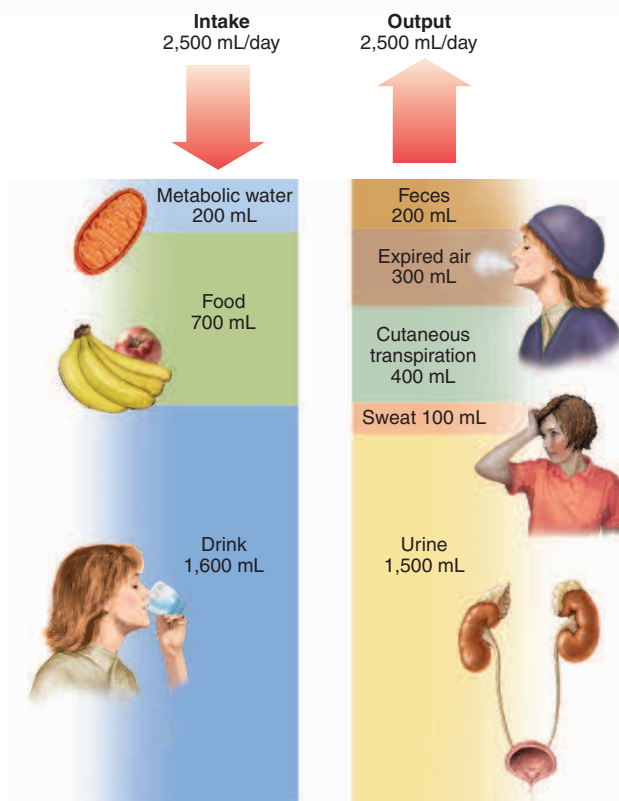 Intake
2,500 mL/day
Output
2,500 mL/day
Metabolic water
200 mL
Food
700 mL
Drink
1,600 mL
Feces
200 mL
Expired air
300 mL
Cutaneous
transpiration
400 mL
Sweat 100 mL
Urine
1,500 mL